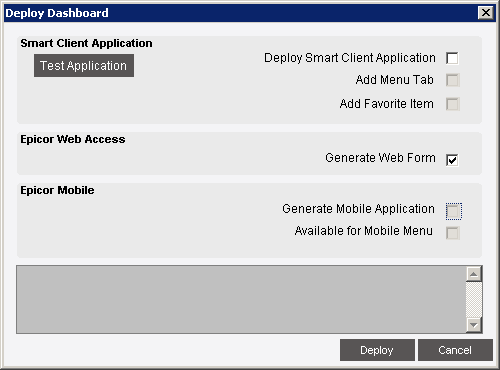 Deploy Dashboard
Smart Client Application
Test Application
Deploy Smart Client Application
Add Menu Tab
Add Favorite Item
Epicor Web Access
Generate Web Form
Epicor Mobile
Generate Mobile Application
Available for Mobile Menu
Deploy Cancel